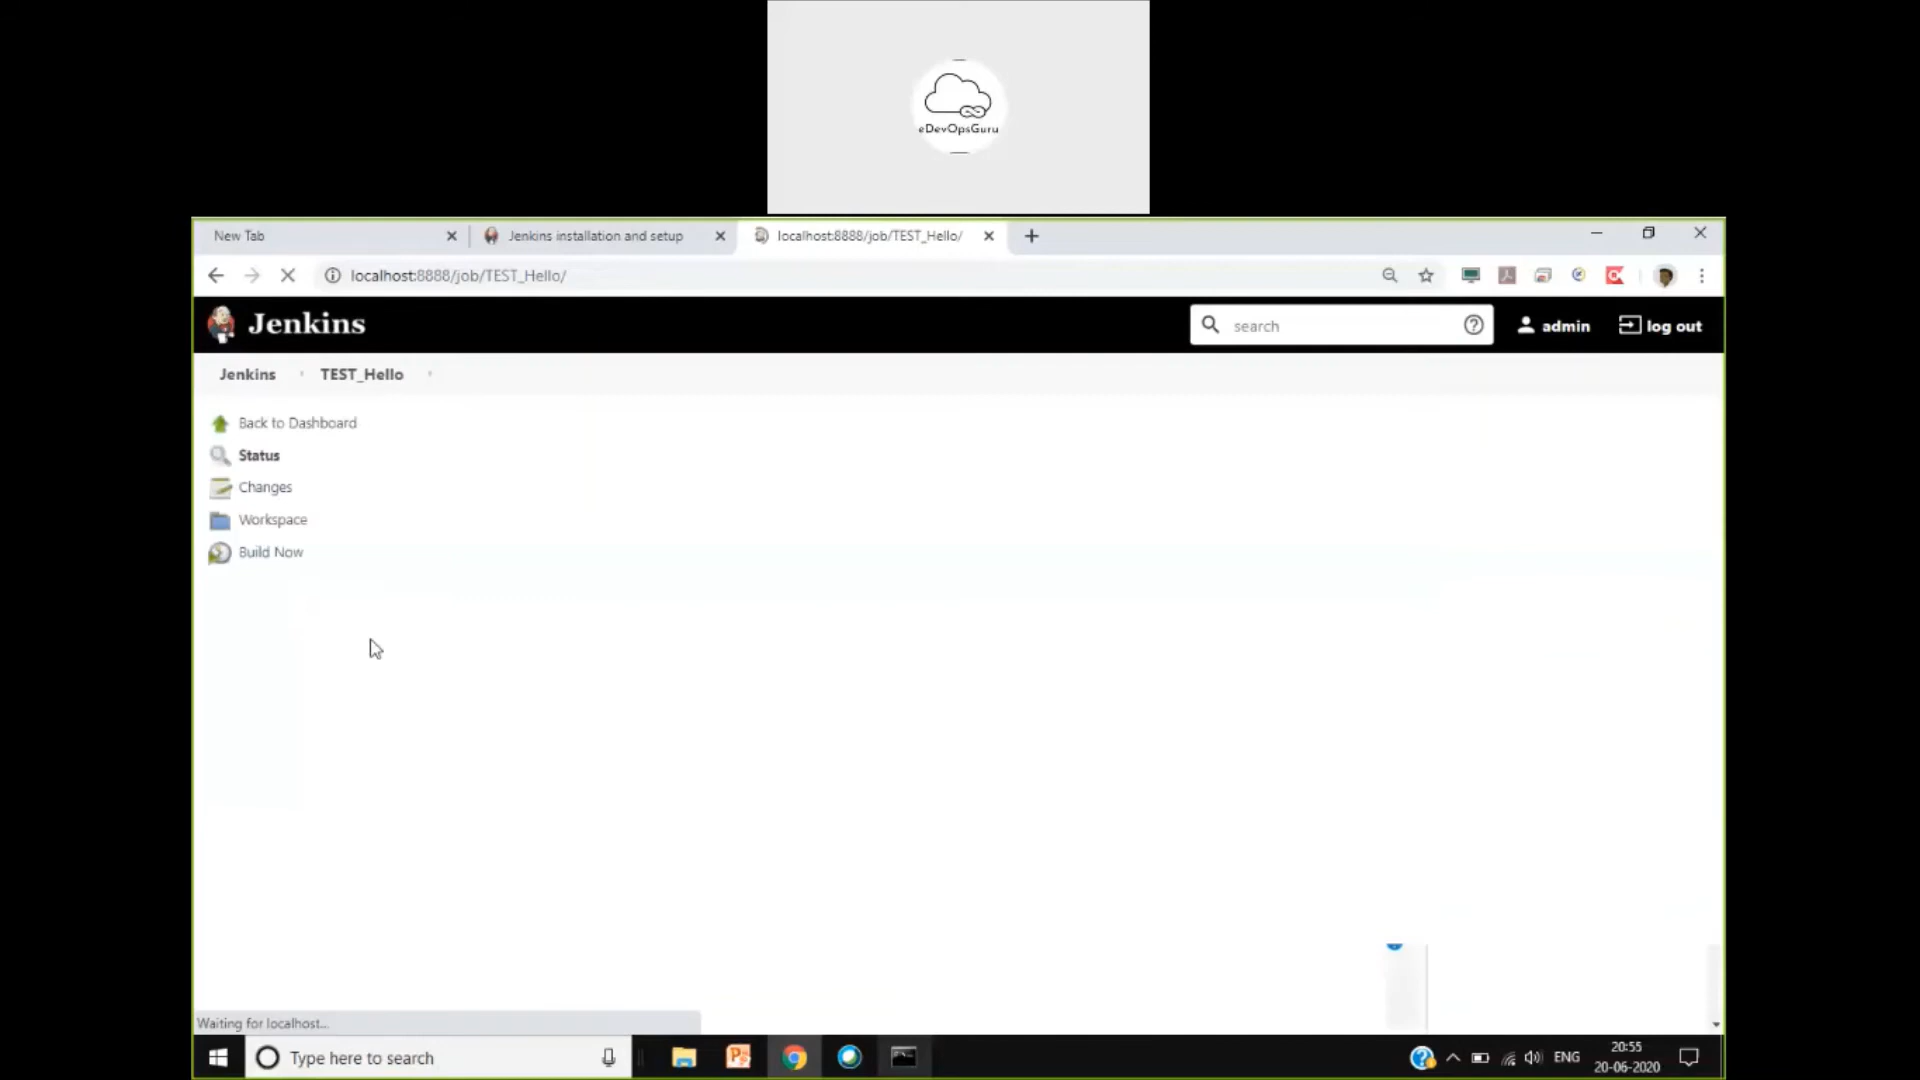 eDevOpsGuru
New Tab
Jenkins installation and setup
localhost:8888/job/TEST_Hello/
localhost:8888/job/TEST_Hello/
Jenkins
search
admin
log out
Jenkins
TEST_Hello
Back to Dashboard
Status
Changes
Workspace
Build Now
Waiting for localhost...
Type here to search
ENG
20:55
20-06-2020